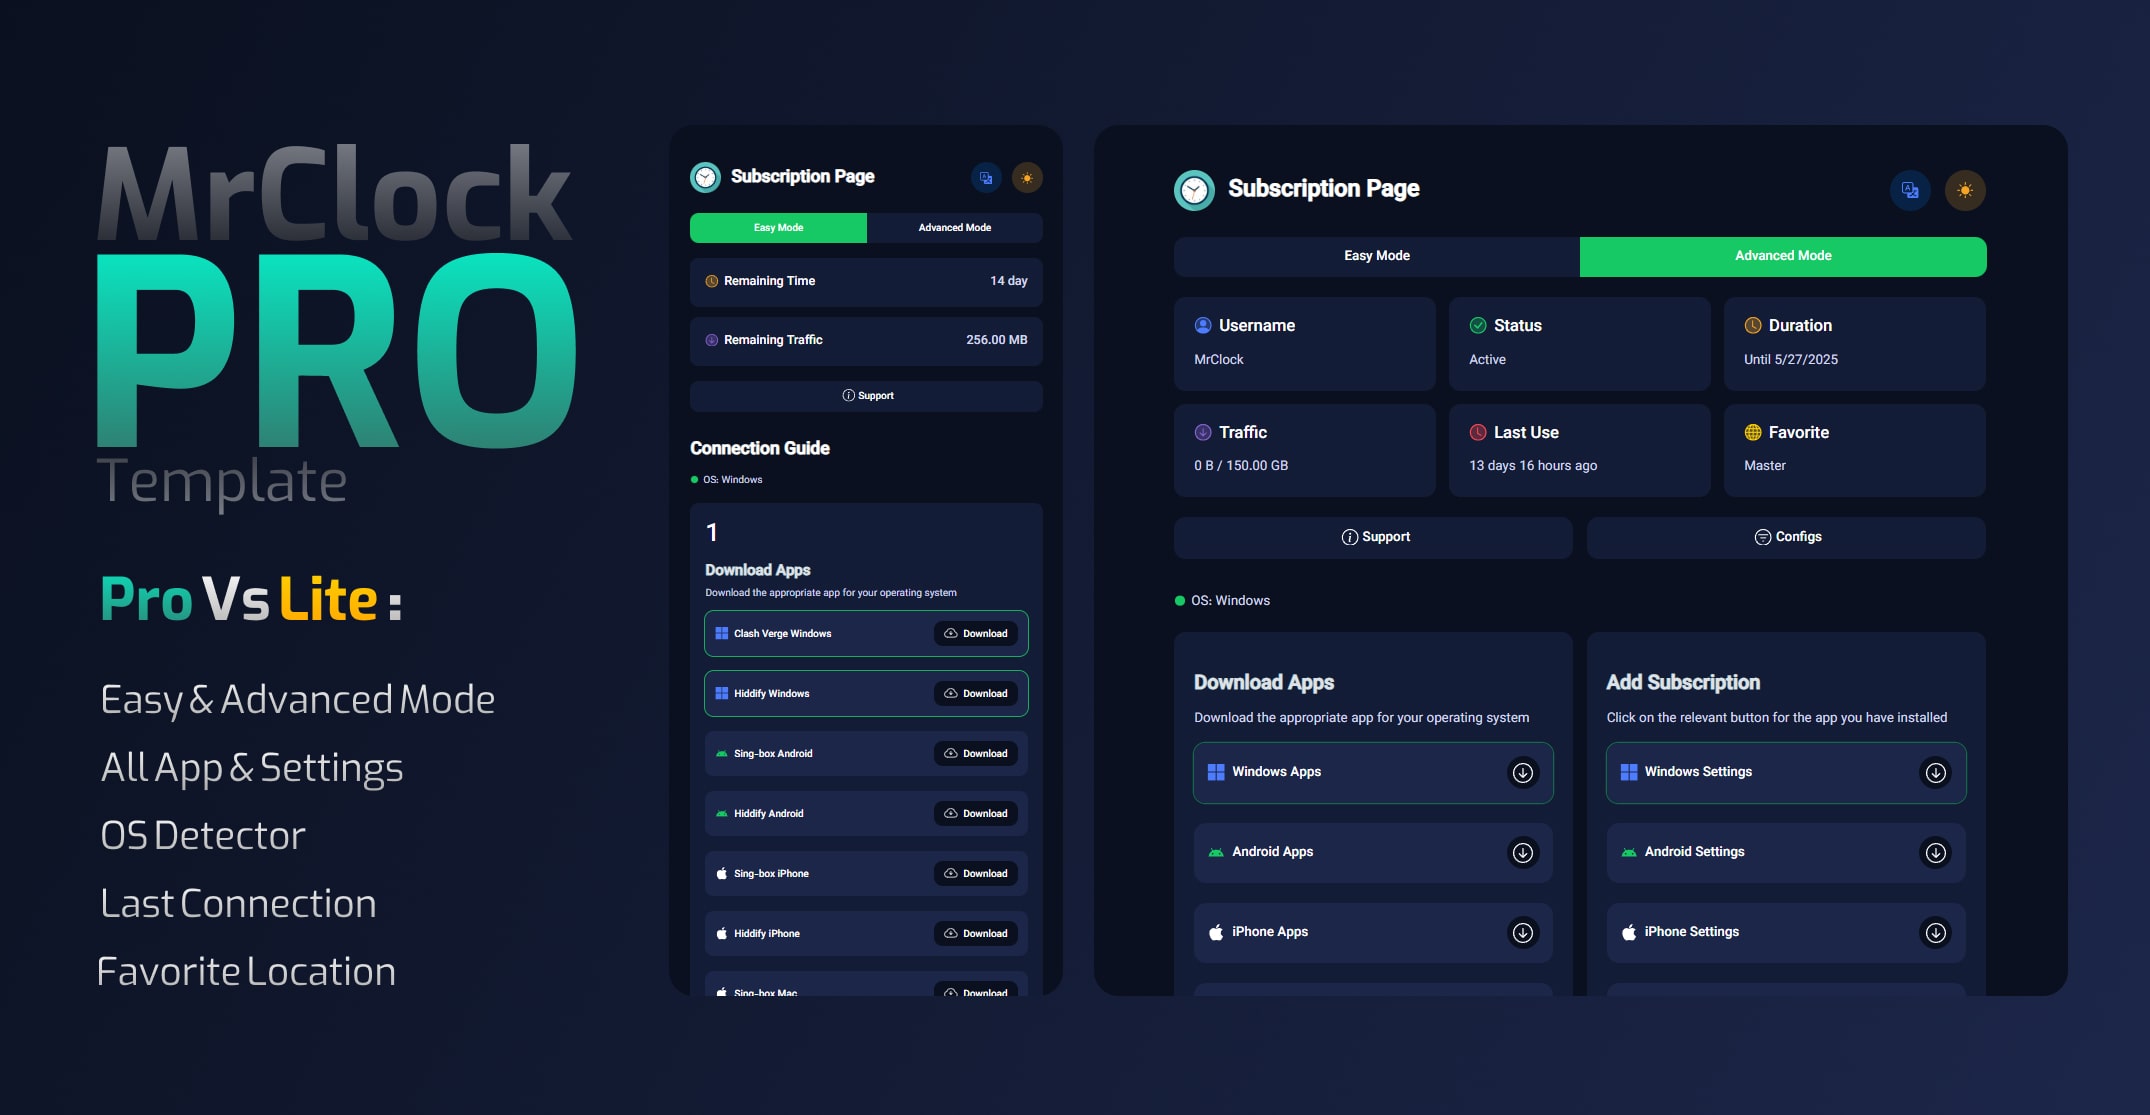 MrClock
PRO
Template
Pro Vs Lite :
Easy & Advanced Mode
All App & Settings
OS Detector
Last Connection
Favorite Location
Subscription Page
Easy Mode
Advanced Mode
Remaining Time
14 day
Remaining Traffic
256.00 MB
Support
Connection Guide
OS: Windows
1
Download Apps
Download the appropriate app for your operating system
Clash Verge Windows
Download
Hiddify Windows
Download
Sing-box Android
Download
Hiddify Android
Download
Sing-box iPhone
Download
Hiddify iPhone
Download
Sing-box Mac
Download
Subscription Page
Easy Mode
Advanced Mode
Username
MrClock
Status
Active
Duration
Until 5/27/2025
Traffic
0 B / 150.00 GB
Last Use
13 days 16 hours ago
Favorite
Master
Support
Configs
OS: Windows
Download Apps
Download the appropriate app for your operating system
Windows Apps
Android Apps
iPhone Apps
Add Subscription
Click on the relevant button for the app you have installed
Windows Settings
Android Settings
iPhone Settings